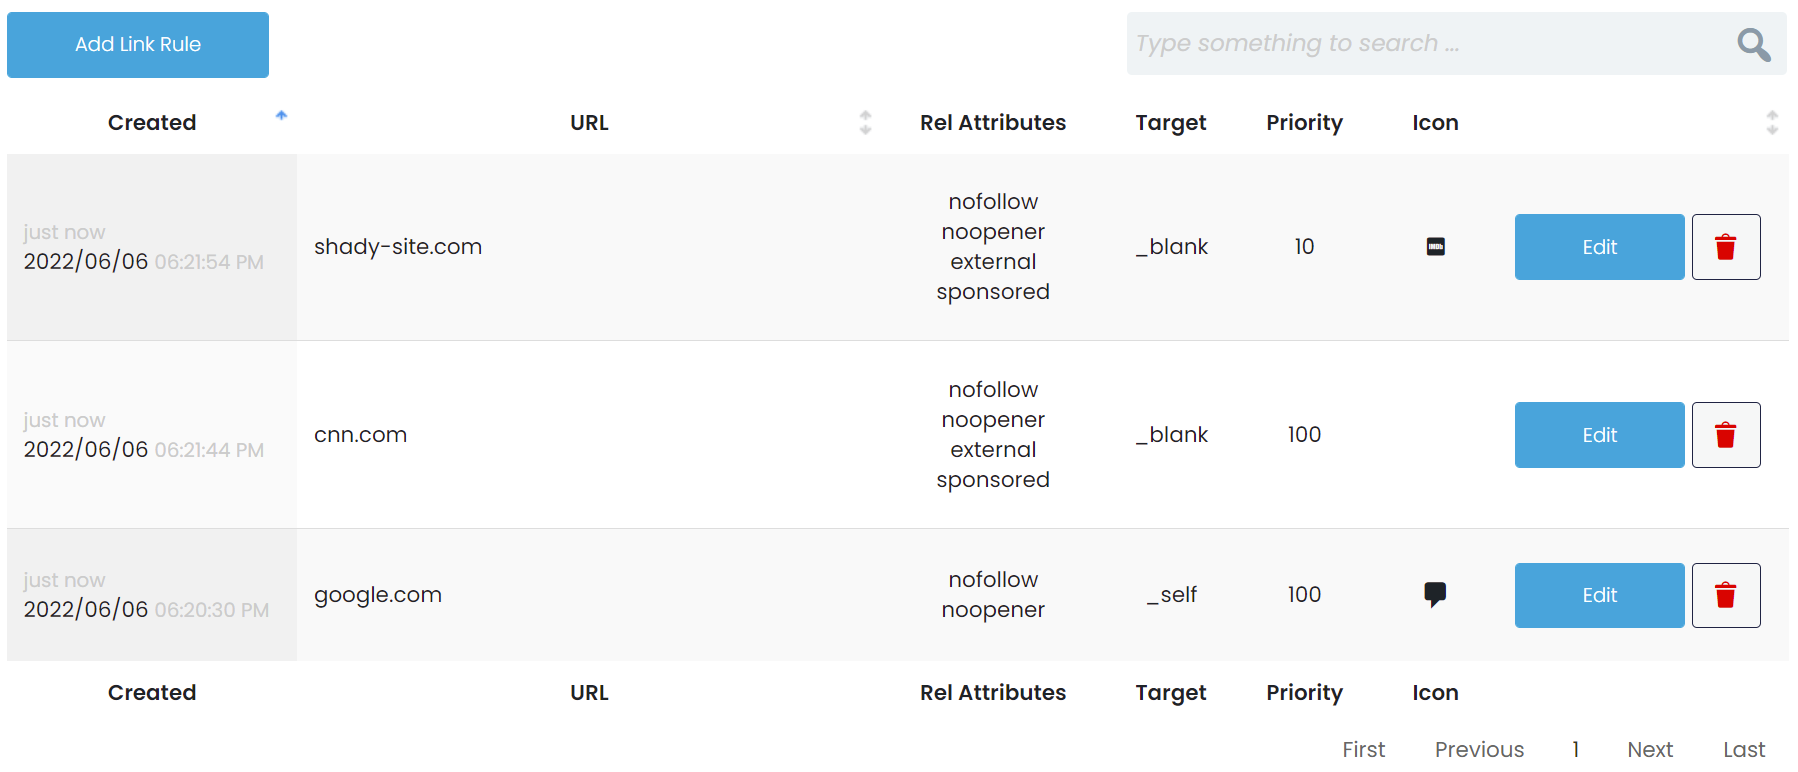 Add Link Rule
Type something to search ...
Created URL Rel Attributes Target Priority Icon
just now
2022/06/06 06:21:54 PM
shady-site.com
nofollow
noopener
external
sponsored
_blank
10
IMDb
Edit
just now
2022/06/06 06:21:44 PM
cnn.com
nofollow
noopener
external
sponsored
_blank
100
Edit
just now
2022/06/06 06:20:30 PM
google.com
nofollow
noopener
_self
100
Edit
Created URL Rel Attributes Target Priority Icon
First Previous 1 Next Last